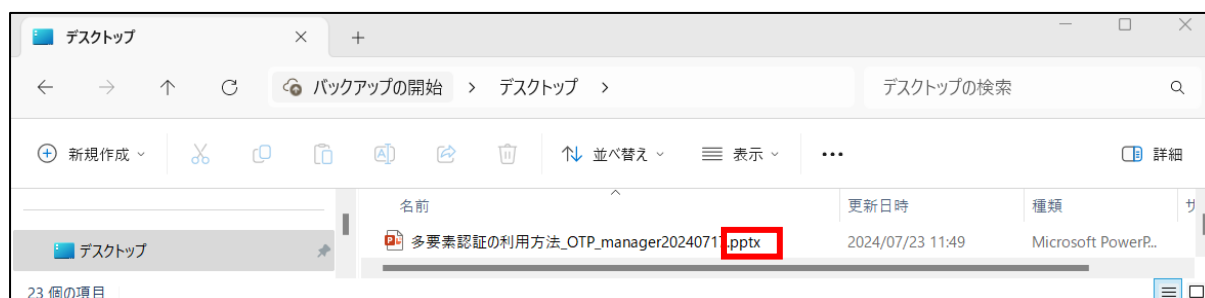 デスクトップ
バックアップの開始 > デスクトップ >
デスクトップの検索
新規作成
並べ替え
表示
詳細
名前
更新日時
種類
サ
デスクトップ
多要素認証の利用方法_OTP_manager20240717.pptx
2024/07/23 11:49
Microsoft PowerP...
23 個の項目